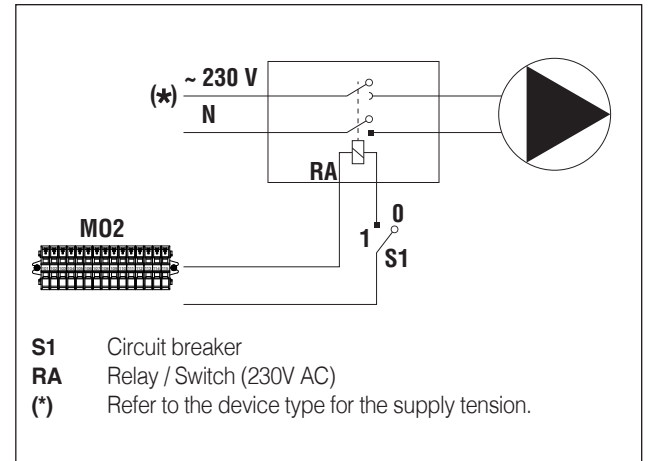 (*) ~ 230 V
N
RA
MO2
1 0
S1
S1 Circuit breaker
RA Relay / Switch (230V AC)
(*) Refer to the device type for the supply tension.